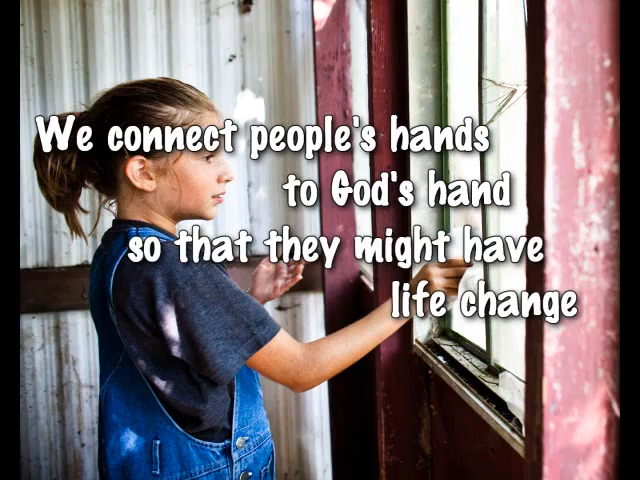 We connect people's hands
to God's hand
so that they might have
life change